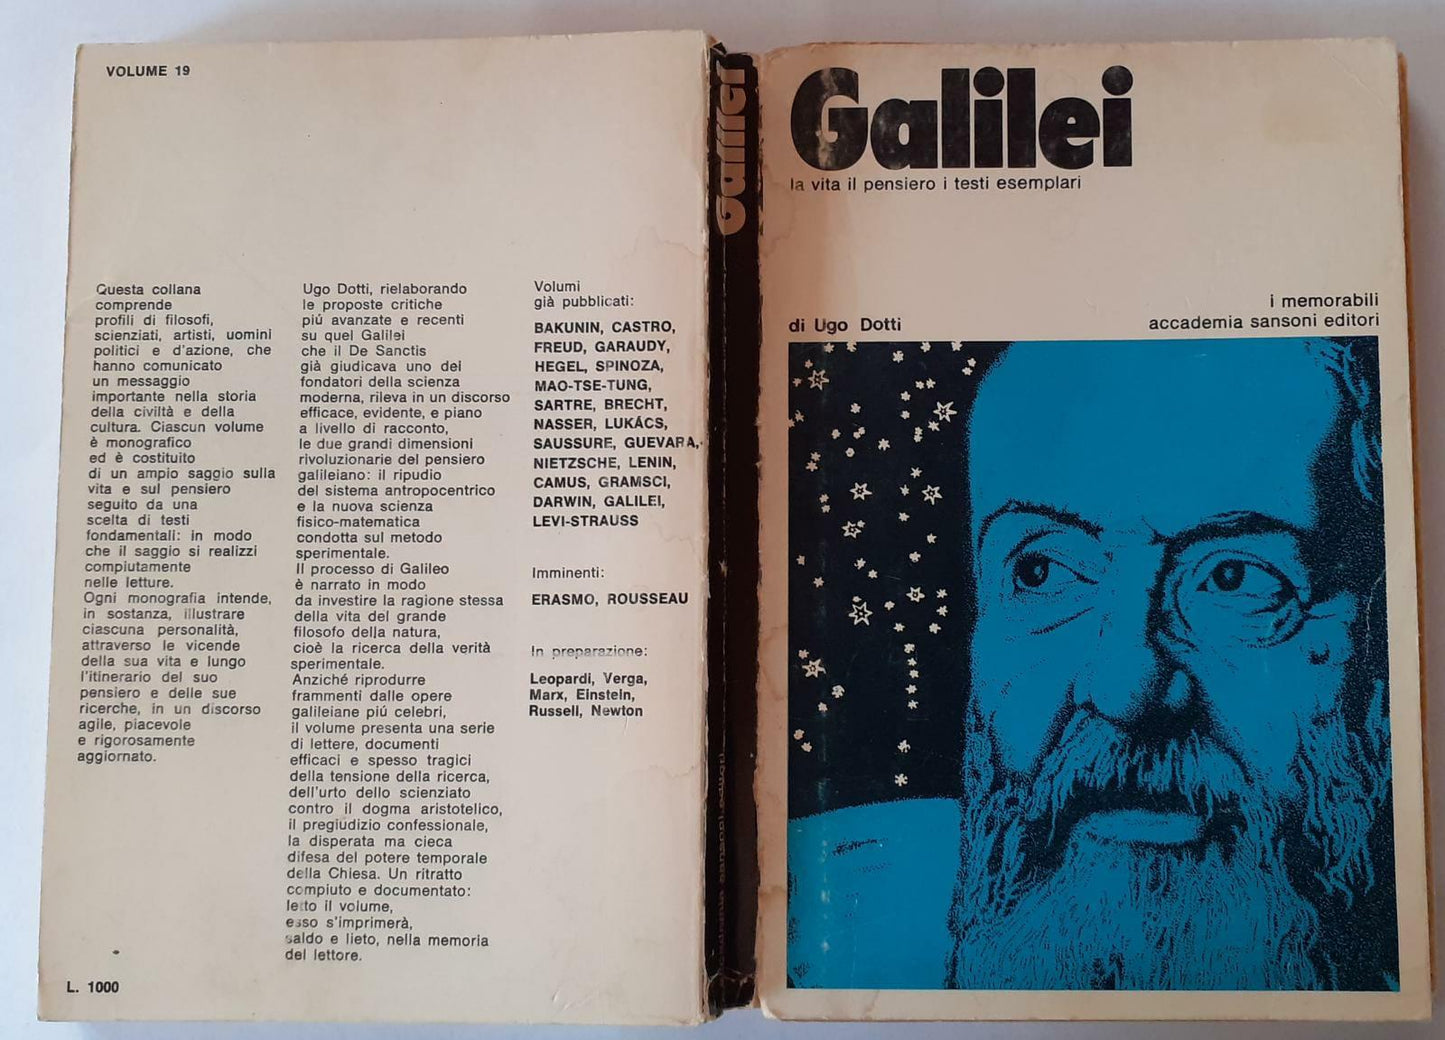 VOLUME 19
Questa collana
comprende
profili di filosofi,
scienziati, artisti, uomini
politici e d'azione, che
hanno comunicato
un messaggio
importante nella storia
della civiltà e della
cultura. Ciascun volume
è monografico
ed è costituito
di un ampio saggio sulla
vita e sul pensiero
seguito da una
scelta di testi
fondamentali: in modo
che il saggio si realizzi
compiutamente
nelle letture.
Ogni monografia intende,
in sostanza, illustrare
ciascuna personalità,
attraverso le vicende
della sua vita e lungo
l'itinerario del suo
pensiero e delle sue
ricerche, in un discorso
agile, piacevole
e rigorosamente
aggiornato.
L. 1000
Ugo Dotti, rielaborando
le proposte critiche
piú avanzate e recenti
su quel Galilei
che il De Sanctis
già giudicava uno dei
fondatori della scienza
moderna, rileva in un discorso
efficace, evidente, e piano
a livello di racconto,
le due grandi dimensioni
rivoluzionarie del pensiero
galileiano: il ripudio
del sistema antropocentrico
e la nuova scienza
fisico-matematica
condotta sul metodo
sperimentale.
Il processo di Galileo
è narrato in modo
da investire la ragione stessa
della vita del grande
filosofo della natura,
cioè la ricerca della verità
sperimentale.
Anziché riprodurre
frammenti dalle opere
galileiane piú celebri,
il volume presenta una serie
di lettere, documenti
efficaci e spesso tragici
della tensione della ricerca,
dell'urto dello scienziato
contro il dogma aristotelico,
il pregiudizio confessionale,
la disperata ma cieca
difesa del potere temporale
della Chiesa. Un ritratto
compiuto e documentato:
letto il volume,
esso s'imprimerà,
saldo e lieto, nella memoria
del lettore.
Volumi
già pubblicati:
BAKUNIN, CASTRO,
FREUD, GARAUDY,
HEGEL, SPINOZA,
MAO-TSE-TUNG,
SARTRE, BRECHT,
NASSER, LUKÁCS,
SAUSSURE, GUEVARA,
NIETZSCHE, LENIN,
CAMUS, GRAMSCI,
DARWIN, GALILEI,
LEVI-STRAUSS
Imminenti:
ERASMO, ROUSSEAU
In preparazione:
Leopardi, Verga,
Marx, Einstein,
Russell, Newton
Galilei
accademia sansoni editori
Galilei
la vita il pensiero i testi esemplari
di Ugo Dotti
i memorabili
accademia sansoni editori